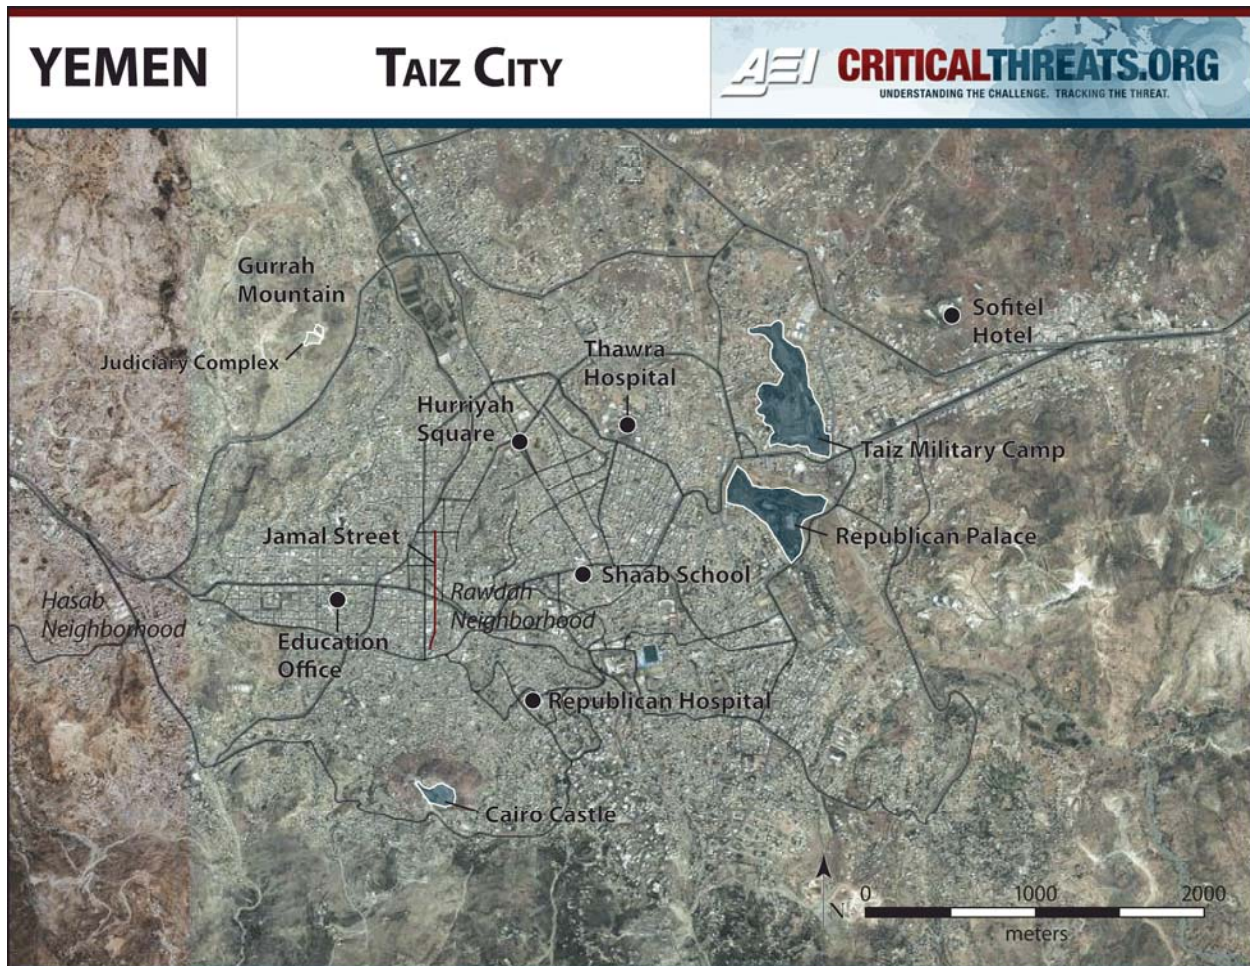 YEMEN
TAIZ CITY
AEI
CRITICALTHREATS.ORG
UNDERSTANDING THE CHALLENGE. TRACKING THE THREAT.
Gurrah
Mountain
Judiciary Complex
Sofitel
Hotel
Thawra
Hospital
Hurriyah
Square
Taiz Military Camp
Republican Palace
Jamal Street
Shaab School
Rawdah
Neighborhood
Hasab
Neighborhood
Education
Office
Republican Hospital
Cairo Castle
N
0 1000 2000
meters